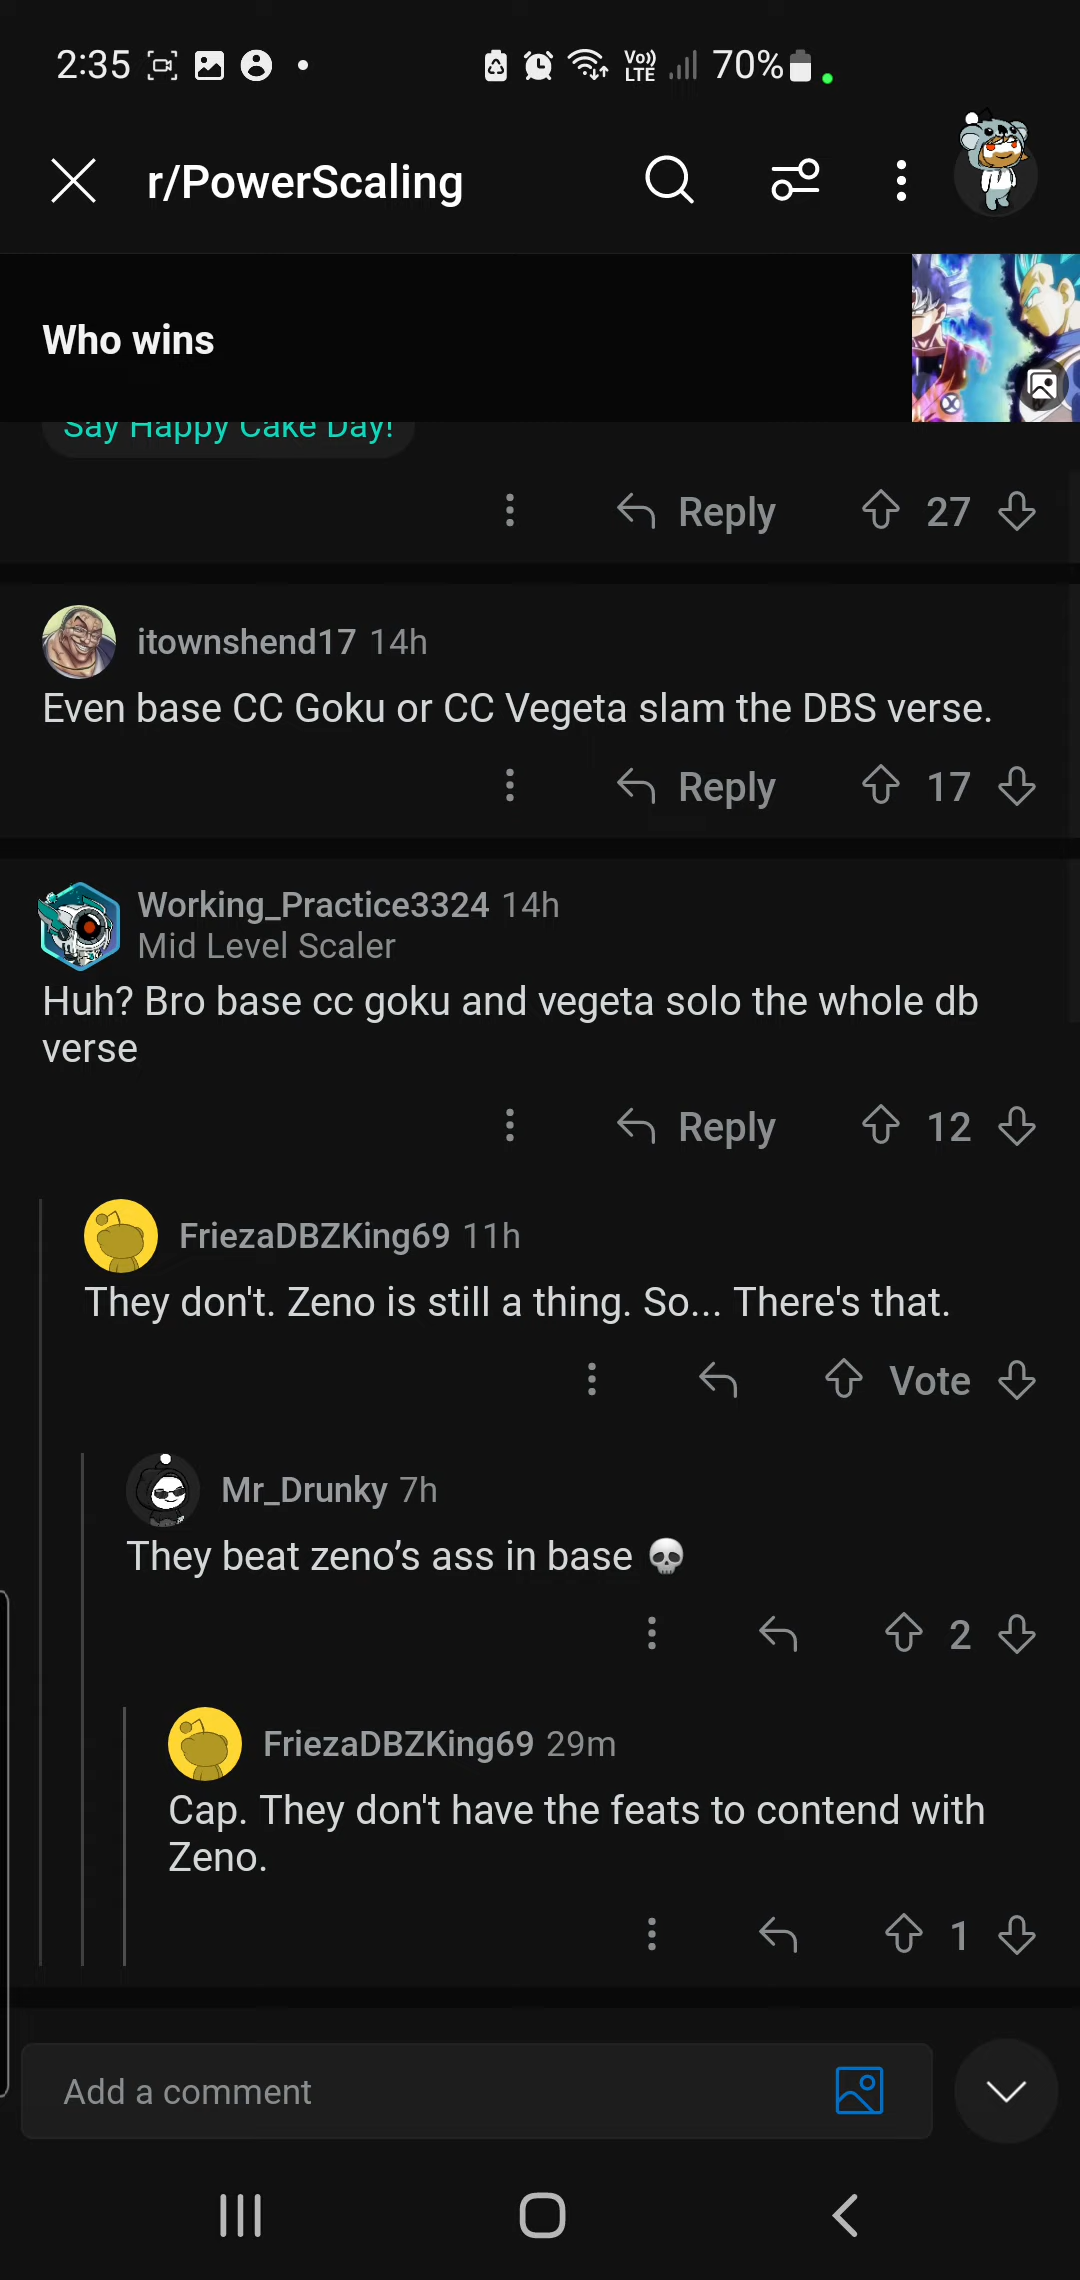 2:35
Vo))
LTE
70%
r/PowerScaling
Who wins
Say Happy Cake Day!
Reply
27
itownshend17 14h
Even base CC Goku or CC Vegeta slam the DBS verse.
Reply
17
Working_Practice3324 14h
Mid Level Scaler
Huh? Bro base cc goku and vegeta solo the whole db
verse
Reply
12
FriezaDBZKing69 11h
They don't. Zeno is still a thing. So... There's that.
Vote
Mr_Drunky 7h
They beat zeno’s ass in base 💀
2
FriezaDBZKing69 29m
Cap. They don't have the feats to contend with
Zeno.
1
Add a comment